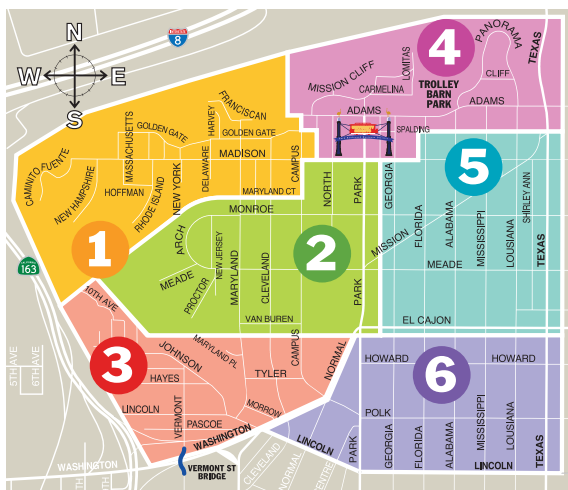 N
W E
S
INTERSTATE
8
4
TROLLEY
BARN
PARK
PANORAMA
TEXAS
LOMITAS
MISSION CLIFF
CARMELINA
CLIFF
ADAMS
ADAMS
SPALDING
FRANCISCAN
HARVEY
GOLDEN GATE
GOLDEN GATE
MASSACHUSETTS
MADISON
CAMPUS
DELAWARE
CAMINITO FUENTE
NEW HAMPSHIRE
HOFFMAN
RHODE ISLAND
NEW YORK
MARYLAND CT
1
5
GEORGIA
FLORIDA
ALABAMA
MISSISSIPPI
LOUISIANA
SHIRLEY ANN
TEXAS
MISSION
MEADE
EL CAJON
MONROE
NORTH
PARK
ARCH
NEW JERSEY
MARYLAND
CLEVELAND
2
MEADE
PROCTOR
PARK
VAN BUREN
163
10TH AVE
3
JOHNSON
MARYLAND PL
CAMPUS
NORMAL
HAYES
TYLER
LINCOLN
VERMONT
PASCOE
MORROW
WASHINGTON
5TH AVE
6TH AVE
WASHINGTON
VERMONT ST
BRIDGE
CLEVELAND
NORMAL
CENTRE
HOWARD
HOWARD
6
POLK
LINCOLN
PARK
GEORGIA
FLORIDA
ALABAMA
MISSISSIPPI
LOUISIANA
TEXAS
LINCOLN